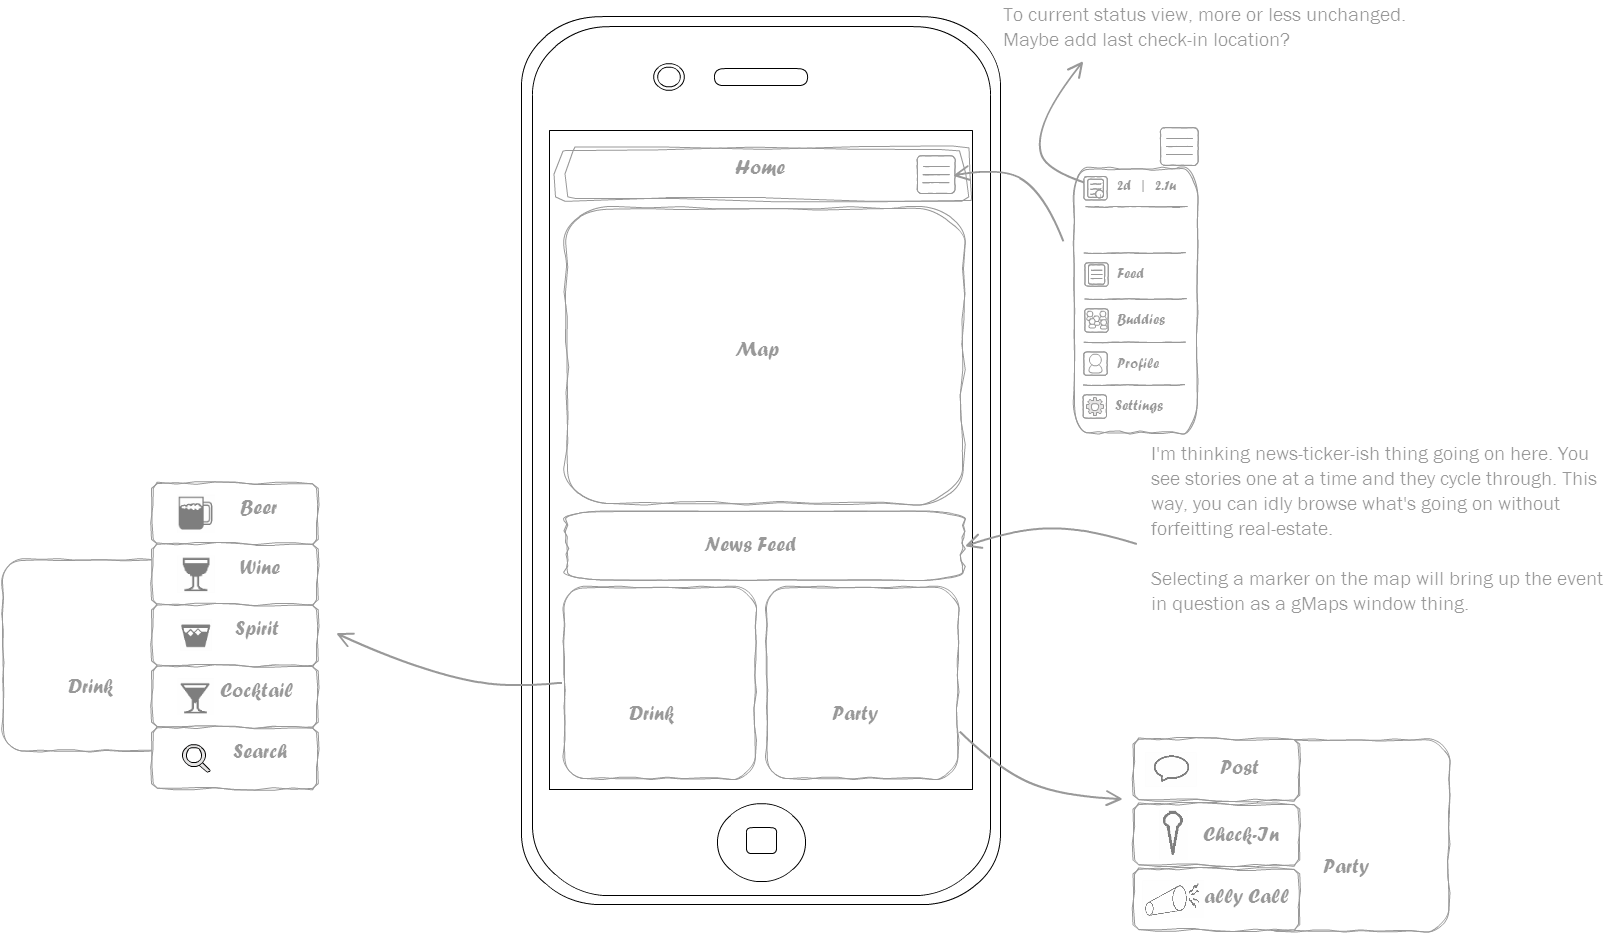 To current status view, more or less unchanged.
Maybe add last check-in location?
Home
2d | 2.1u
Feed
Buddies
Profile
Settings
Map
I'm thinking news-ticker-ish thing going on here. You
see stories one at a time and they cycle through. This
way, you can idly browse what's going on without
forfeitting real-estate.
Selecting a marker on the map will bring up the event
in question as a gMaps window thing.
News Feed
Beer
Wine
Spirit
Cocktail
Search
Drink
Drink
Party
Post
Check-In
ally Call
Party